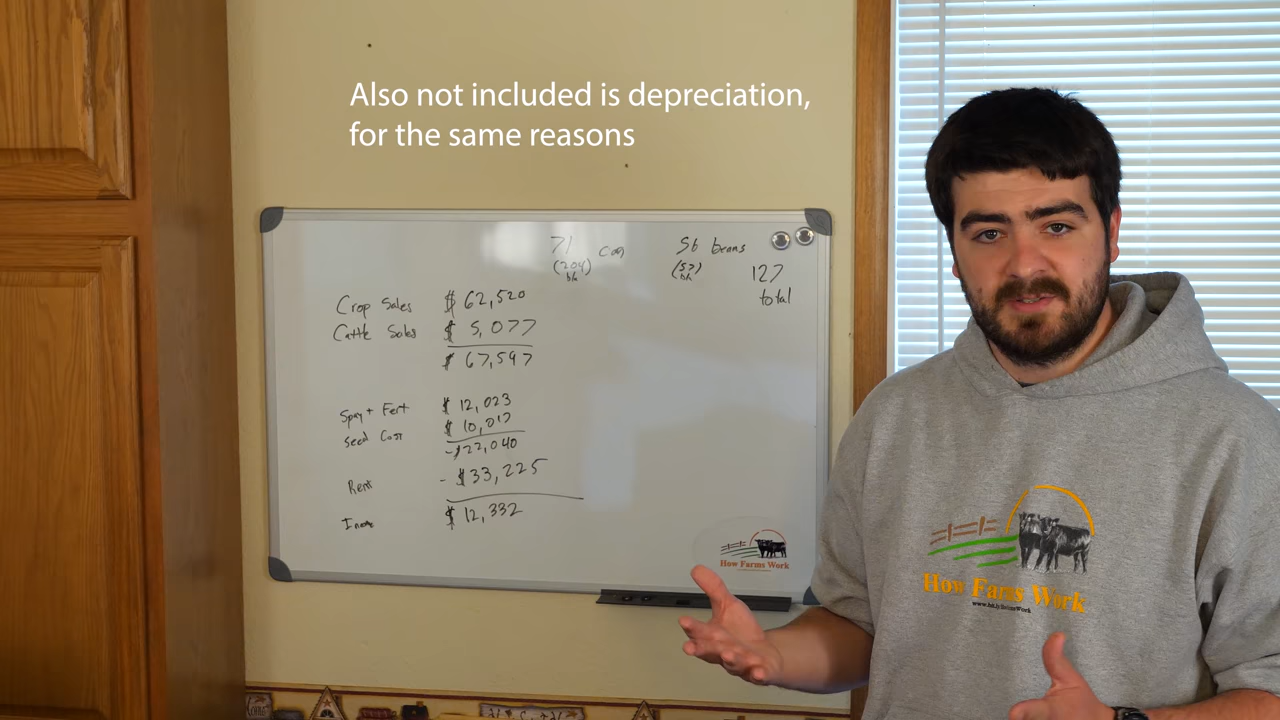 Also not included is depreciation,
for the same reasons
71 corn 56 beans
(204) (57) 127
bu bu total
Crop Sales $ 62,520
Cattle Sales $ 5,077
$ 67,597
Spray + Fert $ 12,023
Seed Cost $ 10,017
-$22,040
Rent - $33,225
$ 12,332
How Farms Work
How Farms Work